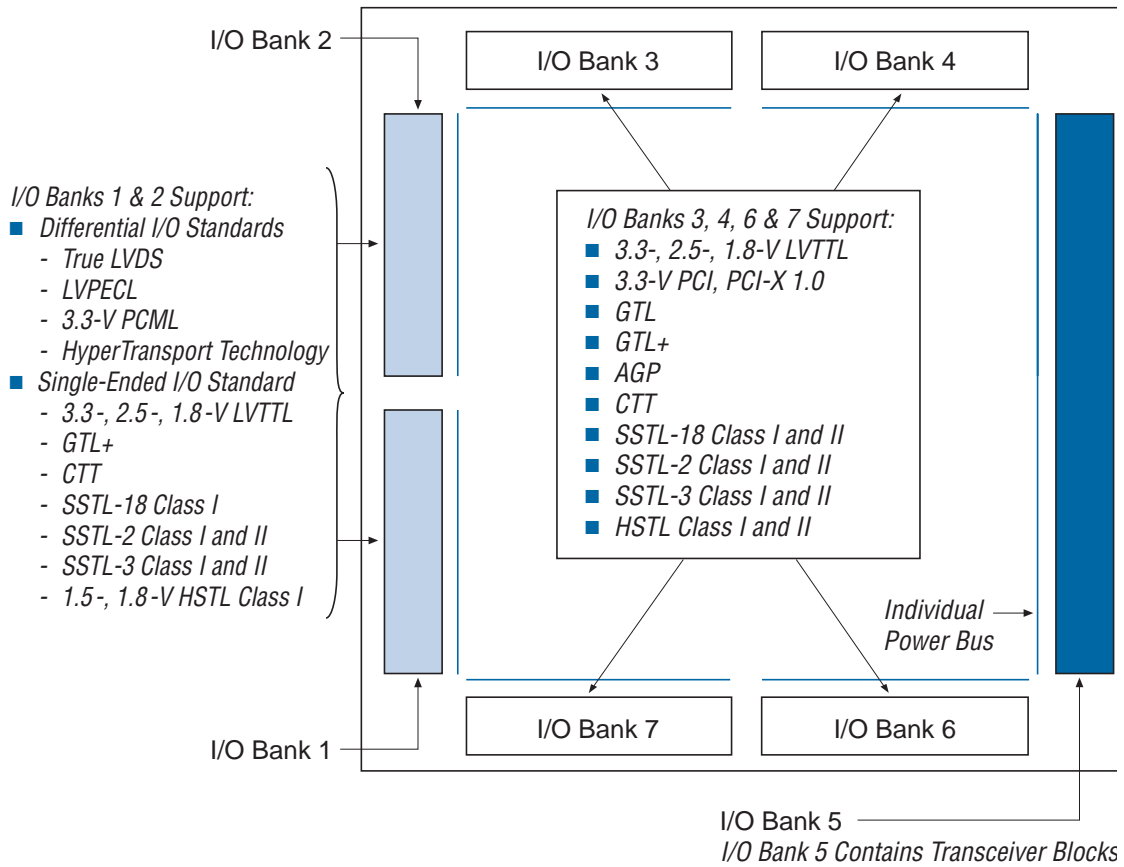 I/O Bank 2
I/O Bank 3
I/O Bank 4
I/O Banks 1 & 2 Support:
■ Differential I/O Standards
- True LVDS
- LVPECL
- 3.3-V PCML
- HyperTransport Technology
■ Single-Ended I/O Standard
- 3.3-, 2.5-, 1.8-V LVTTL
- GTL+
- CTT
- SSTL-18 Class I
- SSTL-2 Class I and II
- SSTL-3 Class I and II
- 1.5-, 1.8-V HSTL Class I
I/O Banks 3, 4, 6 & 7 Support:
■ 3.3-, 2.5-, 1.8-V LVTTL
■ 3.3-V PCI, PCI-X 1.0
■ GTL
■ GTL+
■ AGP
■ CTT
■ SSTL-18 Class I and II
■ SSTL-2 Class I and II
■ SSTL-3 Class I and II
■ HSTL Class I and II
Individual
Power Bus
I/O Bank 7
I/O Bank 6
I/O Bank 1
I/O Bank 5
I/O Bank 5 Contains Transceiver Blocks